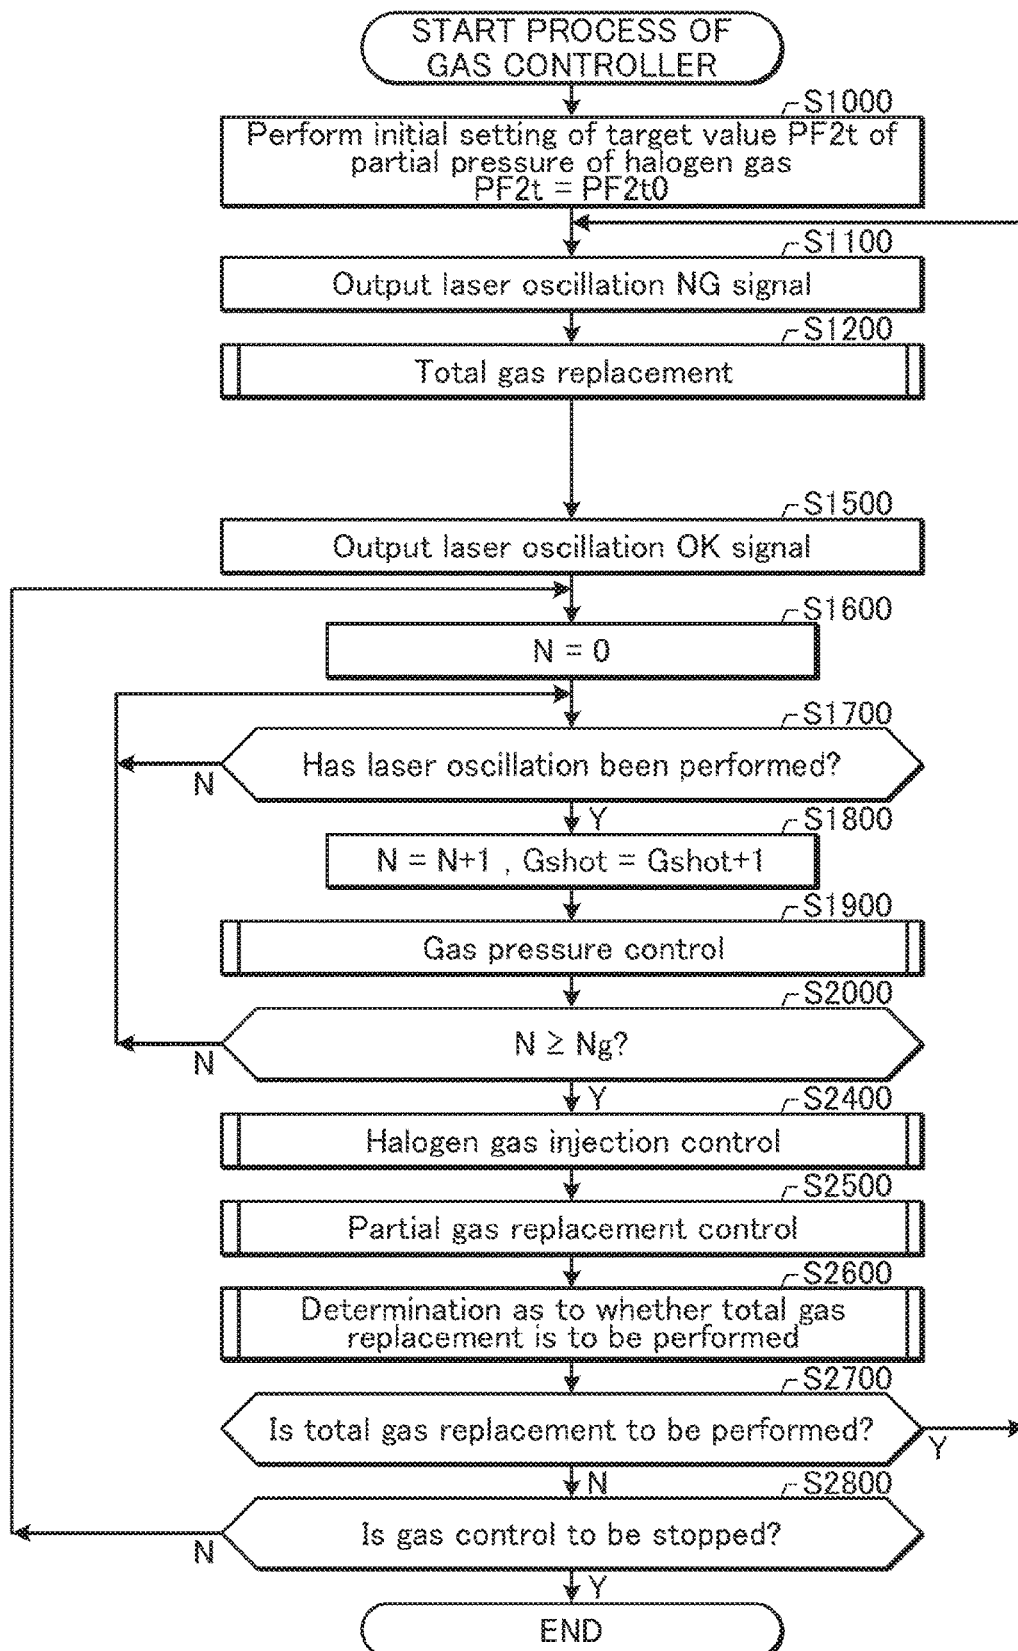 START PROCESS OF
GAS CONTROLLER
S1000
Perform initial setting of target value PF2t of
partial pressure of halogen gas
PF2t = PF2t0
S1100
Output laser oscillation NG signal
S1200
Total gas replacement
S1500
Output laser oscillation OK signal
S1600
N = 0
S1700
Has laser oscillation been performed?
N
Y
S1800
N = N+1 , Gshot = Gshot+1
S1900
Gas pressure control
S2000
N ≥ Ng?
N
Y
S2400
Halogen gas injection control
S2500
Partial gas replacement control
S2600
Determination as to whether total gas
replacement is to be performed
S2700
Is total gas replacement to be performed?
Y
N
S2800
Is gas control to be stopped?
N
Y
END